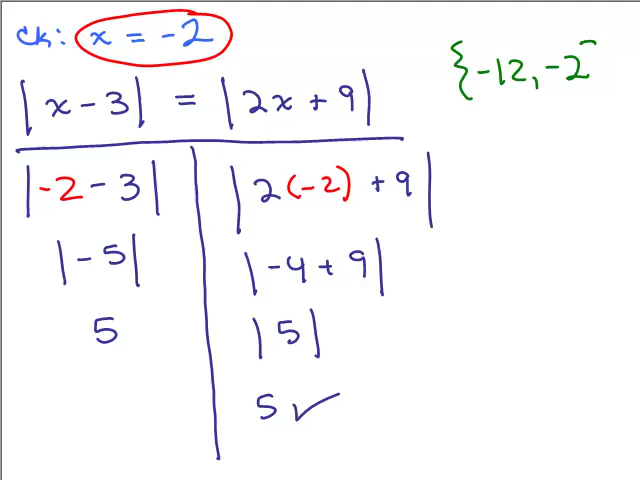 ck: x = -2
{-12, -2
|x - 3| = |2x + 9|
|-2 - 3| |2(-2) + 9|
|-5| |-4 + 9|
5 |5|
5 ✓